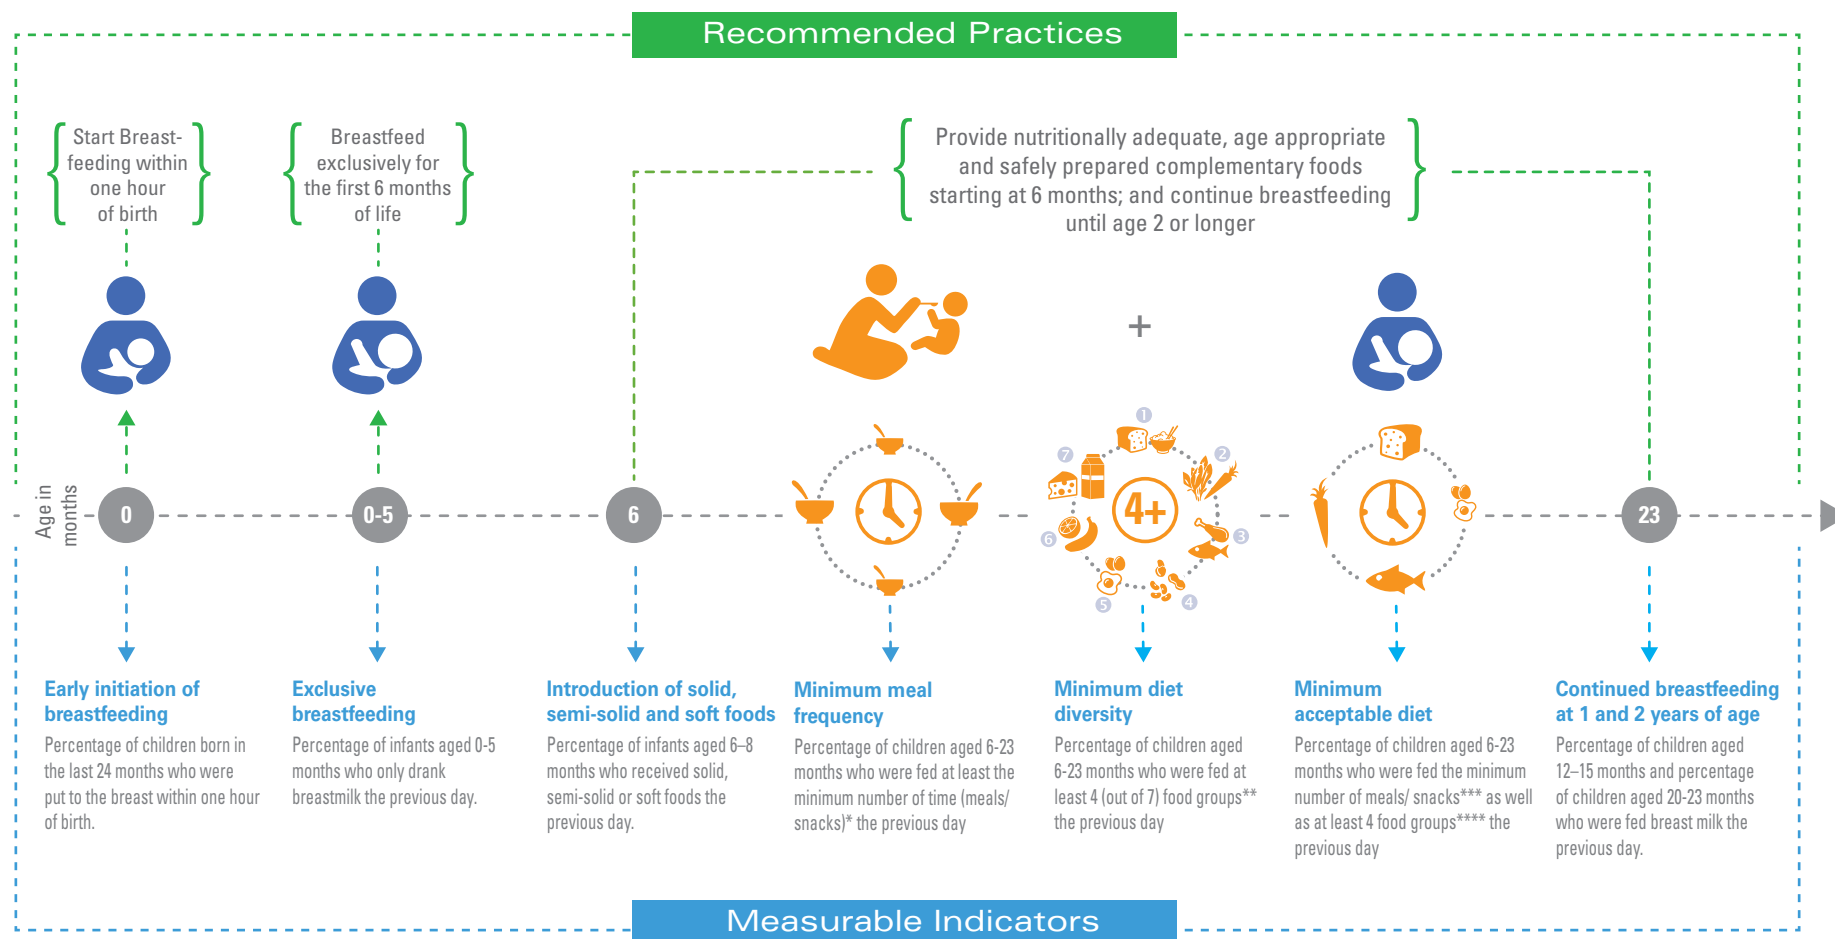 Recommended Practices
Start Breast-
feeding within
one hour
of birth
Breastfeed
exclusively for
the first 6 months
of life
Provide nutritionally adequate, age appropriate
and safely prepared complementary foods
starting at 6 months; and continue breastfeeding
until age 2 or longer
+
Age in
months
0
0-5
6
4+
1
2
3
4
5
6
7
23
Early initiation of
breastfeeding
Percentage of children born in
the last 24 months who were
put to the breast within one hour
of birth.
Exclusive
breastfeeding
Percentage of infants aged 0-5
months who only drank
breastmilk the previous day.
Introduction of solid,
semi-solid and soft foods
Percentage of infants aged 6–8
months who received solid,
semi-solid or soft foods the
previous day.
Minimum meal
frequency
Percentage of children aged 6-23
months who were fed at least the
minimum number of time (meals/
snacks)* the previous day
Minimum diet
diversity
Percentage of children aged
6-23 months who were fed at
least 4 (out of 7) food groups**
the previous day
Minimum
acceptable diet
Percentage of children aged 6-23
months who were fed the minimum
number of meals/ snacks*** as well
as at least 4 food groups**** the
previous day
Continued breastfeeding
at 1 and 2 years of age
Percentage of children aged
12–15 months and percentage
of children aged 20-23 months
who were fed breast milk the
previous day.
Measurable Indicators